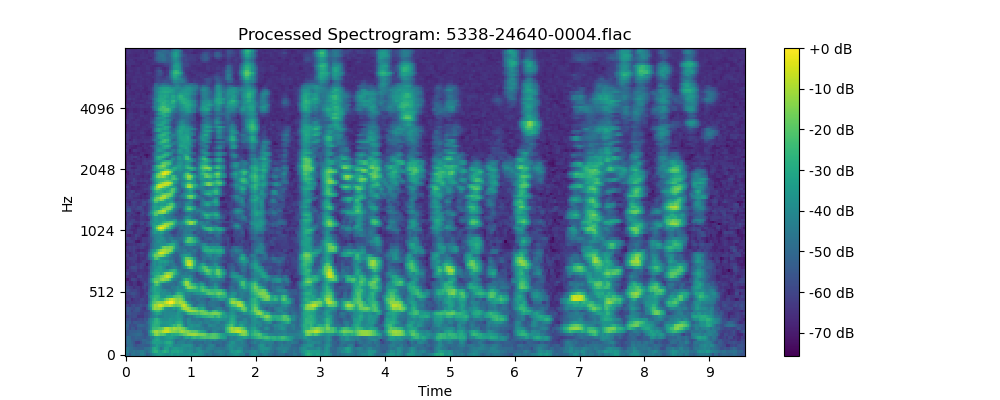 Processed Spectrogram: 5338-24640-0004.flac
Hz
4096
2048
1024
512
0
0 1 2 3 4 5 6 7 8 9
Time
+0 dB
-10 dB
-20 dB
-30 dB
-40 dB
-50 dB
-60 dB
-70 dB